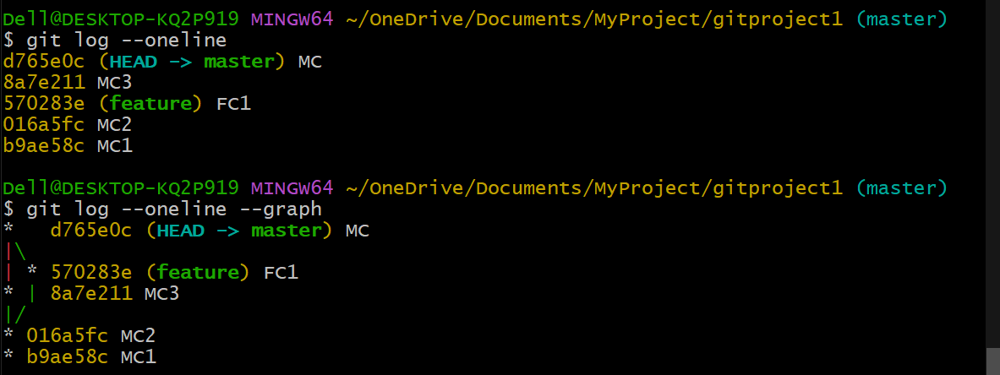 Dell@DESKTOP-KQ2P919 MINGW64 ~/OneDrive/Documents/MyProject/gitproject1 (master)
$ git log --oneline
d765e0c (HEAD -> master) MC
8a7e211 MC3
570283e (feature) FC1
016a5fc MC2
b9ae58c MC1

Dell@DESKTOP-KQ2P919 MINGW64 ~/OneDrive/Documents/MyProject/gitproject1 (master)
$ git log --oneline --graph
*   d765e0c (HEAD -> master) MC
|\
| * 570283e (feature) FC1
* | 8a7e211 MC3
|/
* 016a5fc MC2
* b9ae58c MC1